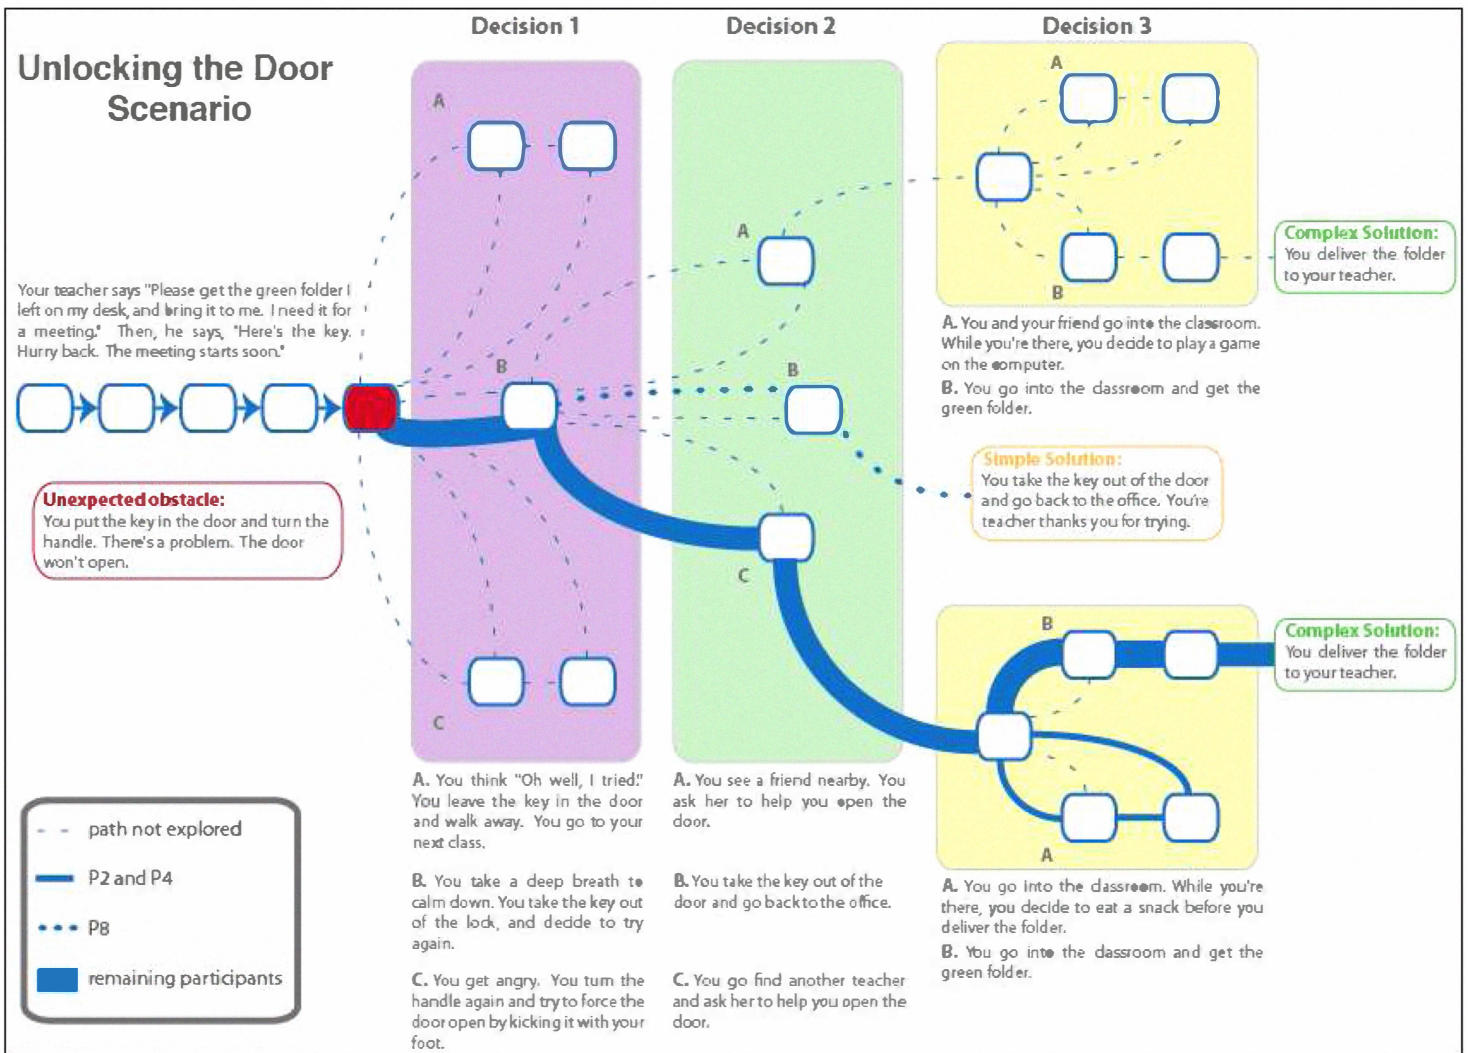 Decision 1
Decision 2
Decision 3
Unlocking the Door
Scenario
A
B
C
A
B
C
A
B
B
A
Your teacher says "Please get the green folder I
left on my desk, and bring it to me. I need it for
a meeting." Then, he says, "Here's the key.
Hurry back. The meeting starts soon."
Unexpected obstacle:
You put the key in the door and turn the
handle. There's a problem. The door
won't open.
Complex Solution:
You deliver the folder
to your teacher.
A. You and your friend go into the classroom.
While you're there, you decide to play a game
on the computer.
B. You go into the classroom and get the
green folder.
Simple Solution:
You take the key out of the door
and go back to the office. You're
teacher thanks you for trying.
Complex Solution:
You deliver the folder
to your teacher.
A. You think "Oh well, I tried."
You leave the key in the door
and walk away. You go to your
next class.
B. You take a deep breath to
calm down. You take the key out
of the lock, and decide to try
again.
C. You get angry. You turn the
handle again and try to force the
door open by kicking it with your
foot.
A. You see a friend nearby. You
ask her to help you open the
door.
B. You take the key out of the
door and go back to the office.
C. You go find another teacher
and ask her to help you open the
door.
A. You go into the classroom. While you're
there, you decide to eat a snack before you
deliver the folder.
B. You go into the classroom and get the
green folder.
path not explored
P2 and P4
P8
remaining participants